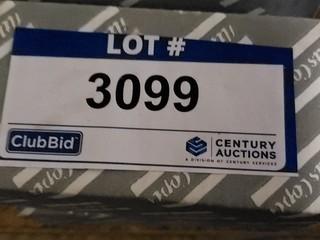 LOT #
3099
ClubBid
CENTURY
AUCTIONS
A DIVISION OF CENTURY SERVICES